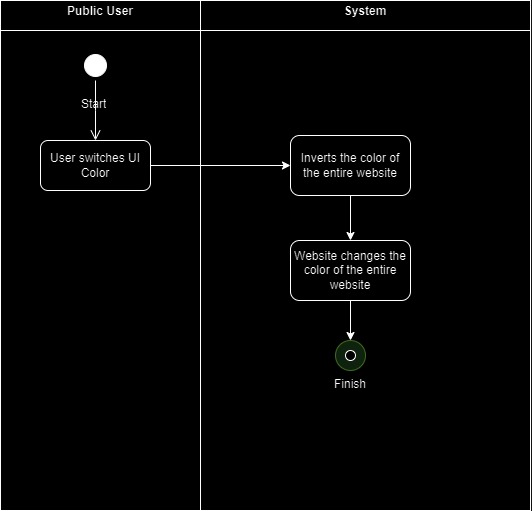 Public User
System
Start
User switches UI
Color
Inverts the color of
the entire website
Website changes the
color of the entire
website
Finish